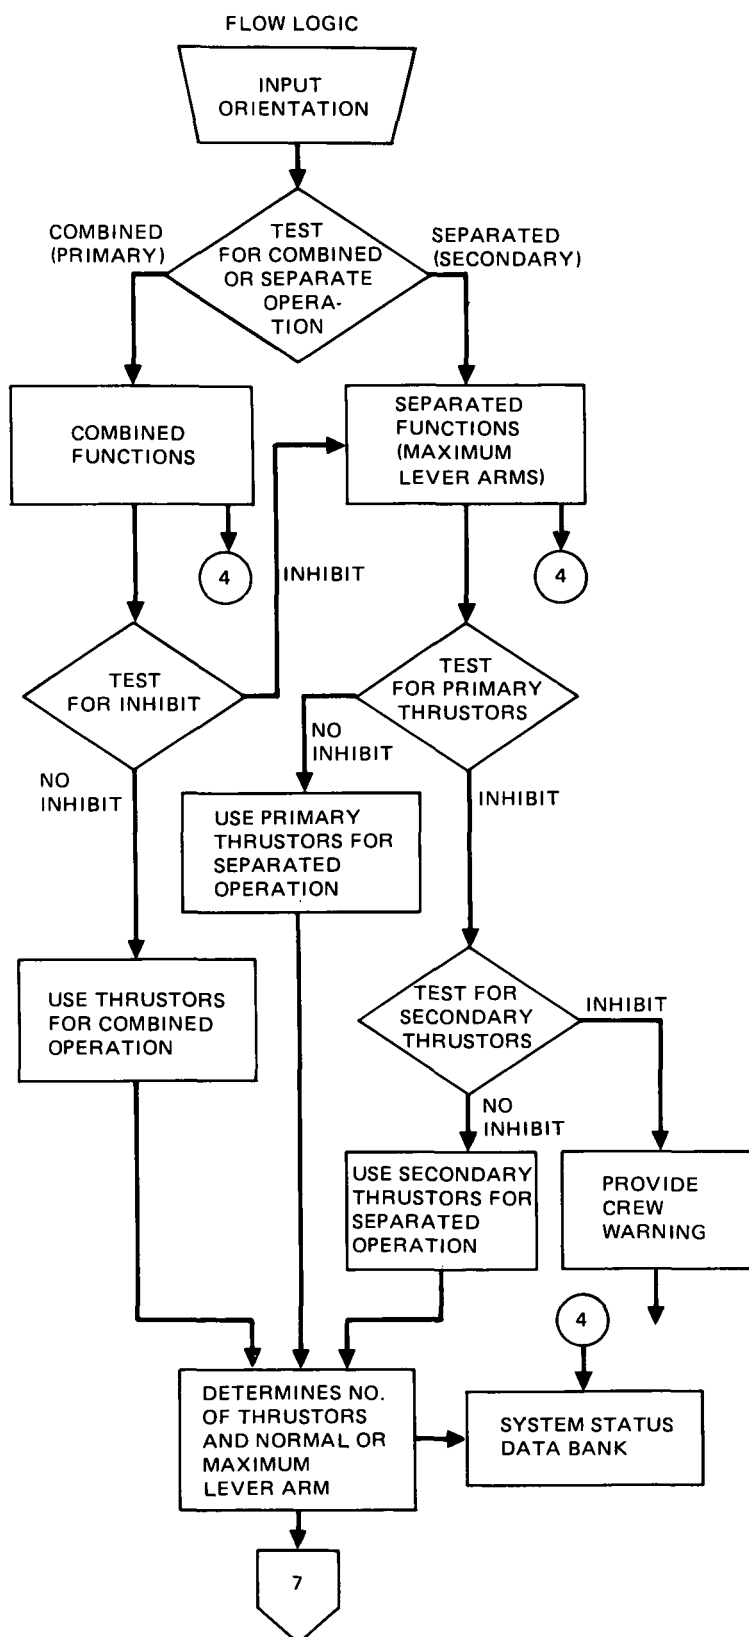 FLOW LOGIC
INPUT
ORIENTATION
COMBINED
(PRIMARY)
TEST
FOR COMBINED
OR SEPARATE
OPERA-
TION
SEPARATED
(SECONDARY)
COMBINED
FUNCTIONS
SEPARATED
FUNCTIONS
(MAXIMUM
LEVER ARMS)
4
INHIBIT
4
TEST
FOR INHIBIT
TEST
FOR PRIMARY
THRUSTORS
NO
INHIBIT
NO
INHIBIT
INHIBIT
USE PRIMARY
THRUSTORS FOR
SEPARATED
OPERATION
USE THRUSTORS
FOR COMBINED
OPERATION
TEST FOR
SECONDARY
THRUSTORS
INHIBIT
NO
INHIBIT
USE SECONDARY
THRUSTORS FOR
SEPARATED
OPERATION
PROVIDE
CREW
WARNING
4
DETERMINES NO.
OF THRUSTORS
AND NORMAL OR
MAXIMUM
LEVER ARM
SYSTEM STATUS
DATA BANK
7